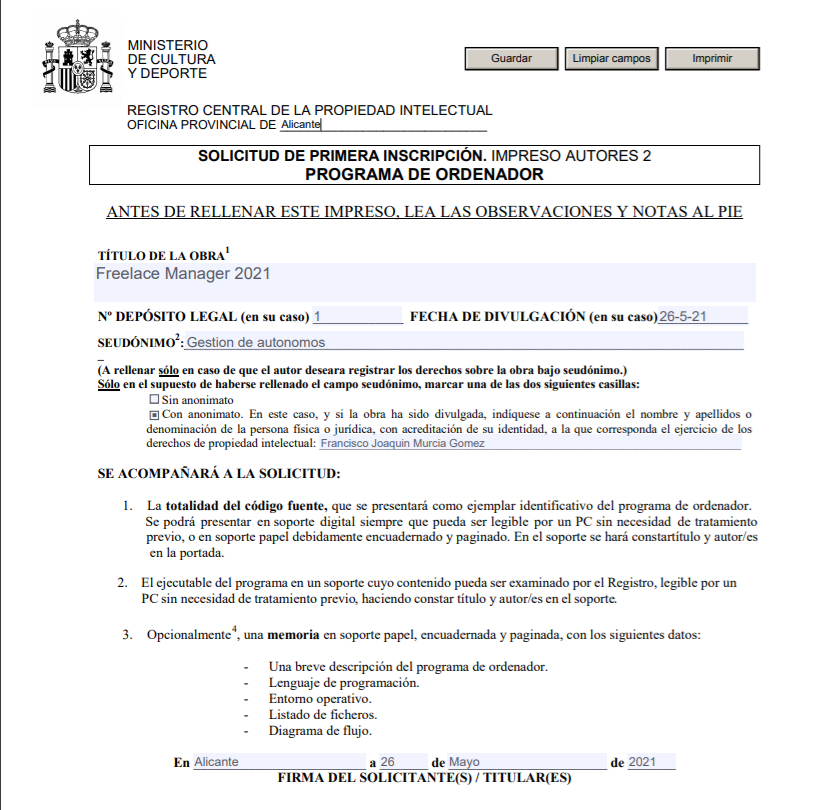 MINISTERIO
DE CULTURA
Y DEPORTE
Guardar
Limpiar campos
Imprimir
REGISTRO CENTRAL DE LA PROPIEDAD INTELECTUAL
OFICINA PROVINCIAL DE Alicante
SOLICITUD DE PRIMERA INSCRIPCIÓN. IMPRESO AUTORES 2
PROGRAMA DE ORDENADOR
ANTES DE RELLENAR ESTE IMPRESO, LEA LAS OBSERVACIONES Y NOTAS AL PIE
TÍTULO DE LA OBRA1
Freelace Manager 2021
Nº DEPÓSITO LEGAL (en su caso) 1 FECHA DE DIVULGACIÓN (en su caso) 26-5-21
SEUDÓNIMO2: Gestion de autonomos
(A rellenar sólo en caso de que el autor deseara registrar los derechos sobre la obra bajo seudónimo.)
Sólo en el supuesto de haberse rellenado el campo seudónimo, marcar una de las dos siguientes casillas:
Sin anonimato
Con anonimato. En este caso, y si la obra ha sido divulgada, indíquese a continuación el nombre y apellidos o
denominación de la persona física o jurídica, con acreditación de su identidad, a la que corresponda el ejercicio de los
derechos de propiedad intelectual: Francisco Joaquin Murcia Gomez
SE ACOMPAÑARÁ A LA SOLICITUD:
1. La totalidad del código fuente, que se presentará como ejemplar identificativo del programa de ordenador.
Se podrá presentar en soporte digital siempre que pueda ser legible por un PC sin necesidad de tratamiento
previo, o en soporte papel debidamente encuadernado y paginado. En el soporte se hará constartítulo y autor/es
en la portada.
2. El ejecutable del programa en un soporte cuyo contenido pueda ser examinado por el Registro, legible por un
PC sin necesidad de tratamiento previo, haciendo constar título y autor/es en el soporte.
3. Opcionalmente4, una memoria en soporte papel, encuadernada y paginada, con los siguientes datos:
- Una breve descripción del programa de ordenador.
- Lenguaje de programación.
- Entorno operativo.
- Listado de ficheros.
- Diagrama de flujo.
En Alicante a 26 de Mayo de 2021
FIRMA DEL SOLICITANTE(S) / TITULAR(ES)